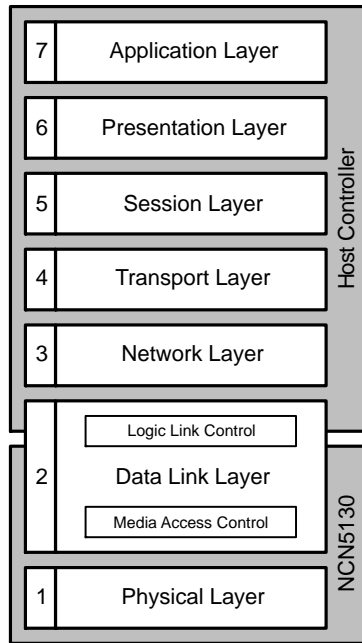 7 Application Layer
6 Presentation Layer
5 Session Layer
4 Transport Layer
3 Network Layer
Host Controller
Logic Link Control
2 Data Link Layer
Media Access Control
1 Physical Layer
NCN5130